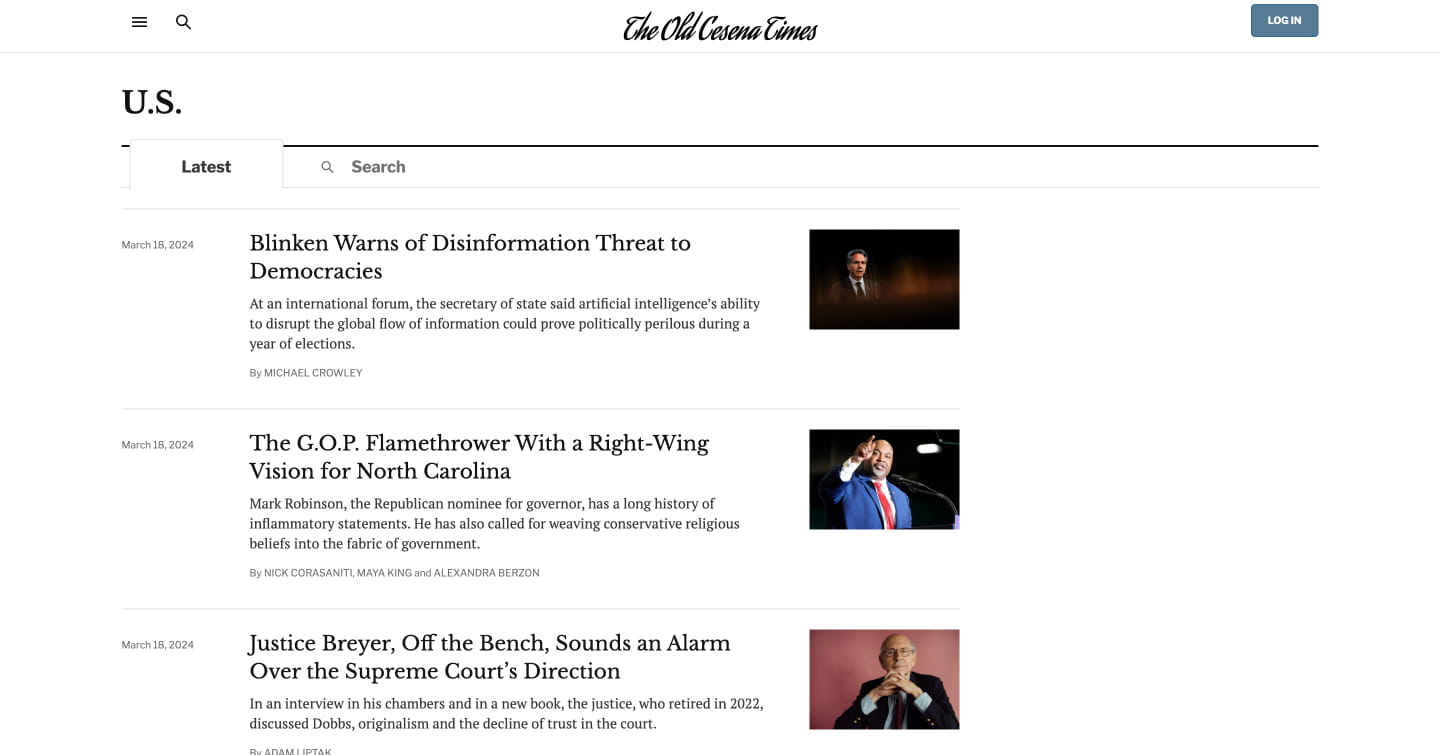 The Old Cesena Times
LOG IN
U.S.
Latest
Search
March 18, 2024
Blinken Warns of Disinformation Threat to
Democracies
At an international forum, the secretary of state said artificial intelligence’s ability
to disrupt the global flow of information could prove politically perilous during a
year of elections.
By MICHAEL CROWLEY
March 18, 2024
The G.O.P. Flamethrower With a Right-Wing
Vision for North Carolina
Mark Robinson, the Republican nominee for governor, has a long history of
inflammatory statements. He has also called for weaving conservative religious
beliefs into the fabric of government.
By NICK CORASANITI, MAYA KING and ALEXANDRA BERZON
March 18, 2024
Justice Breyer, Off the Bench, Sounds an Alarm
Over the Supreme Court’s Direction
In an interview in his chambers and in a new book, the justice, who retired in 2022,
discussed Dobbs, originalism and the decline of trust in the court.
By ADAM LIPTAK